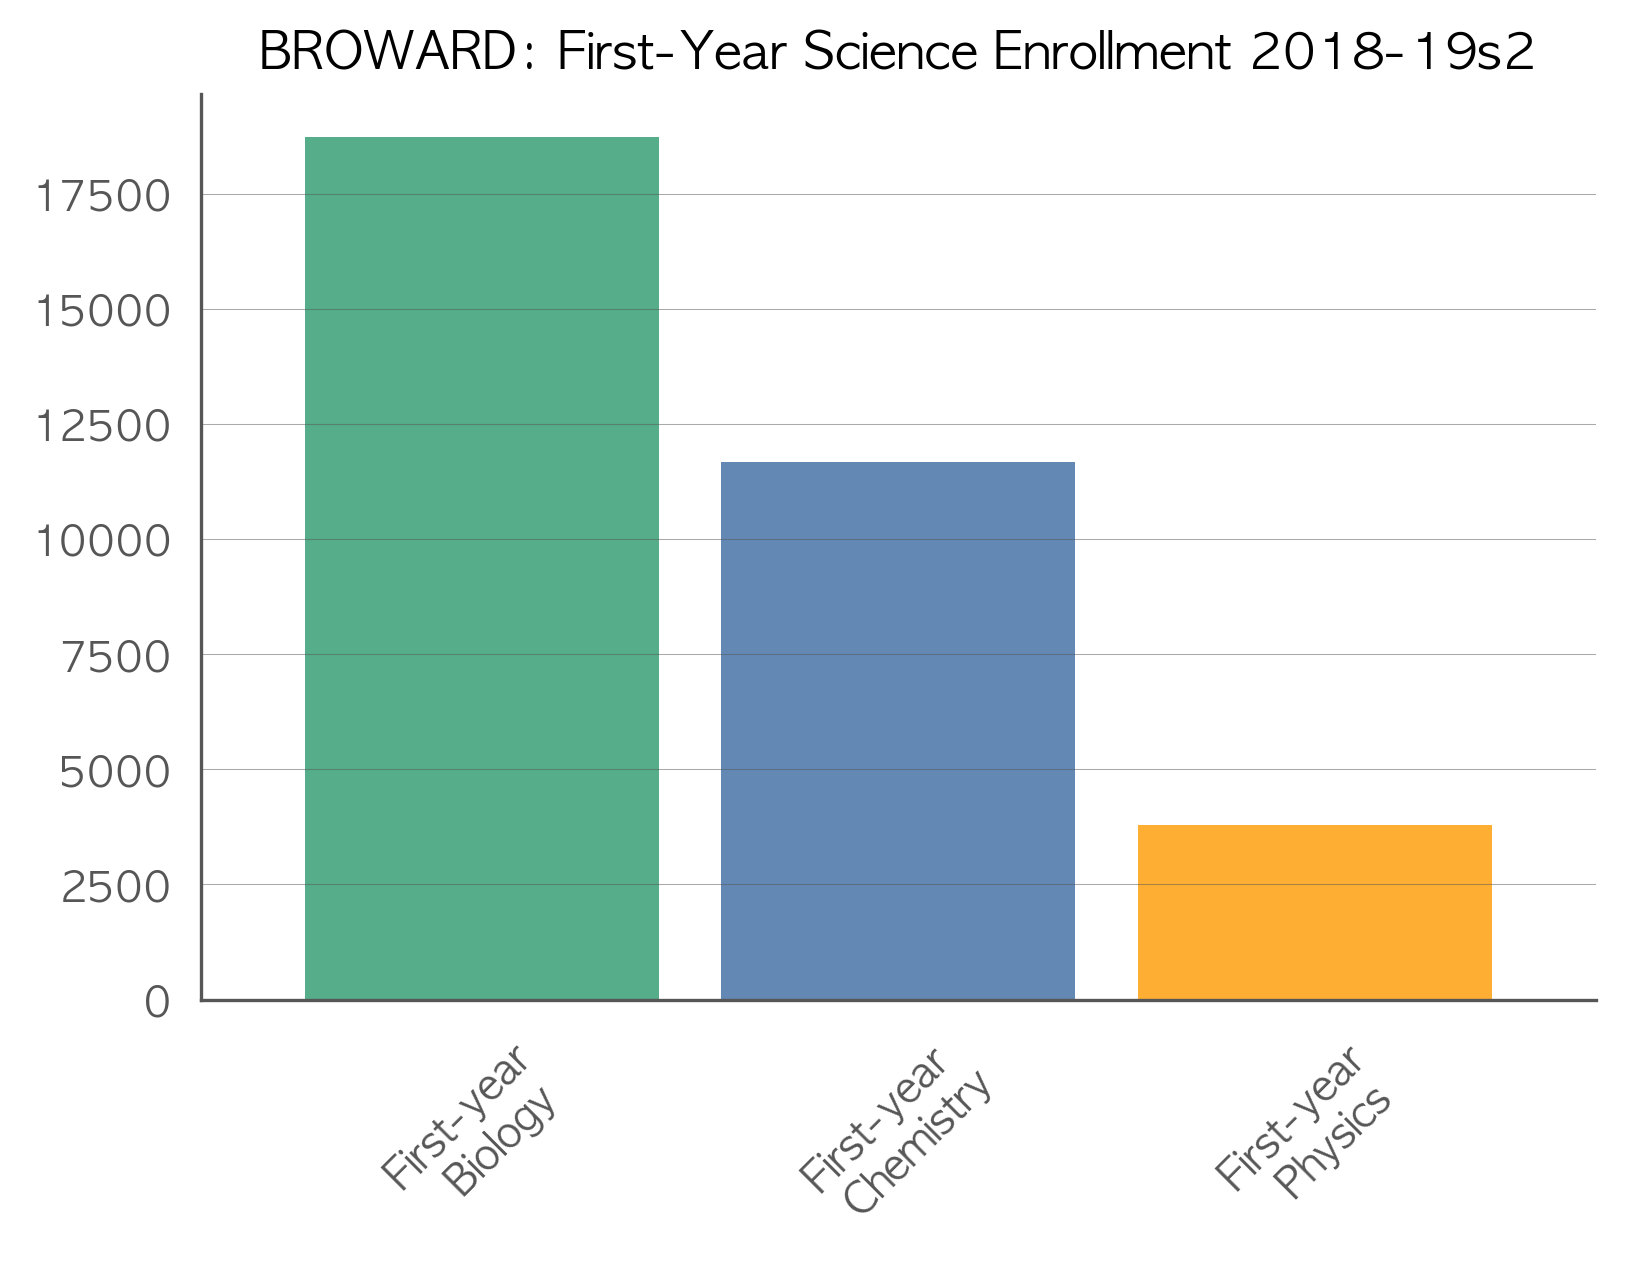 BROWARD: First-Year Science Enrollment 2018-19s2
17500
15000
12500
10000
7500
5000
2500
0
First-year
Biology
First-year
Chemistry
First-year
Physics